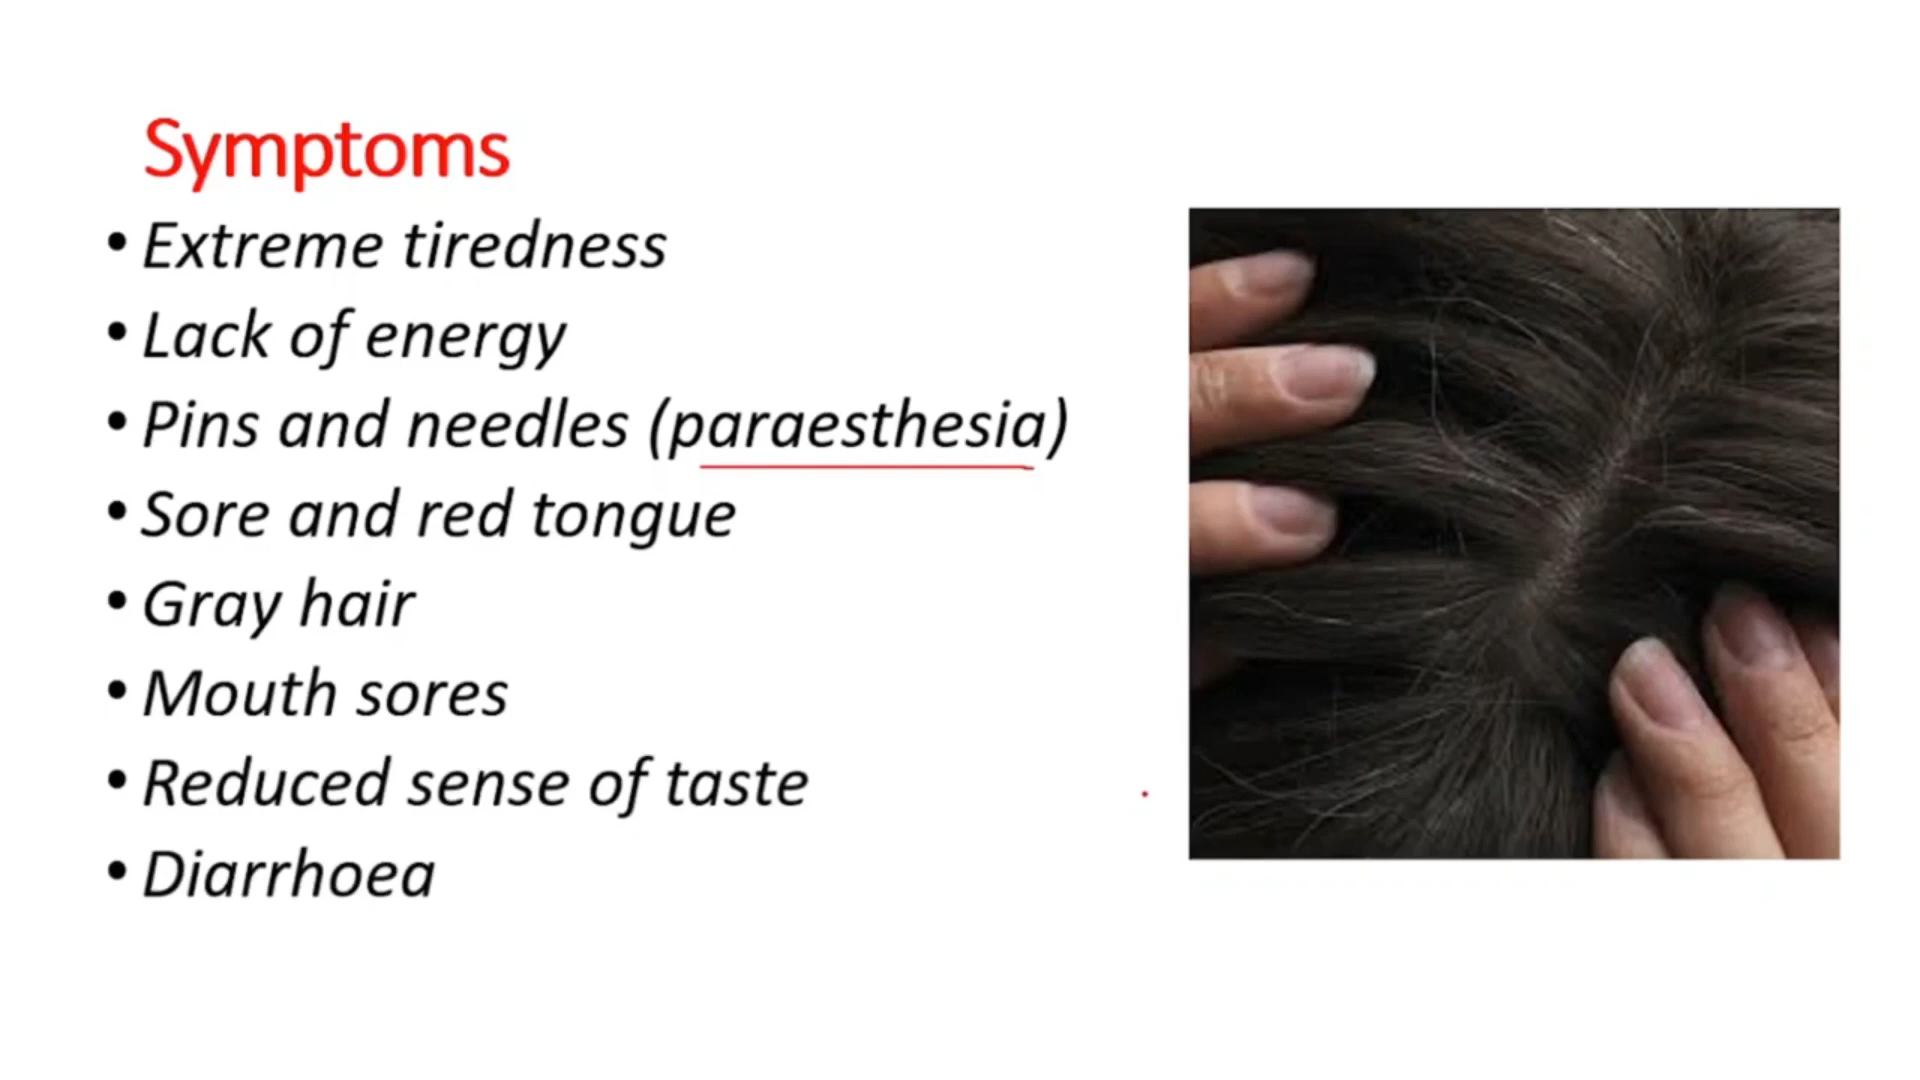 Symptoms
• Extreme tiredness
• Lack of energy
• Pins and needles (paraesthesia)
• Sore and red tongue
• Gray hair
• Mouth sores
• Reduced sense of taste
• Diarrhoea